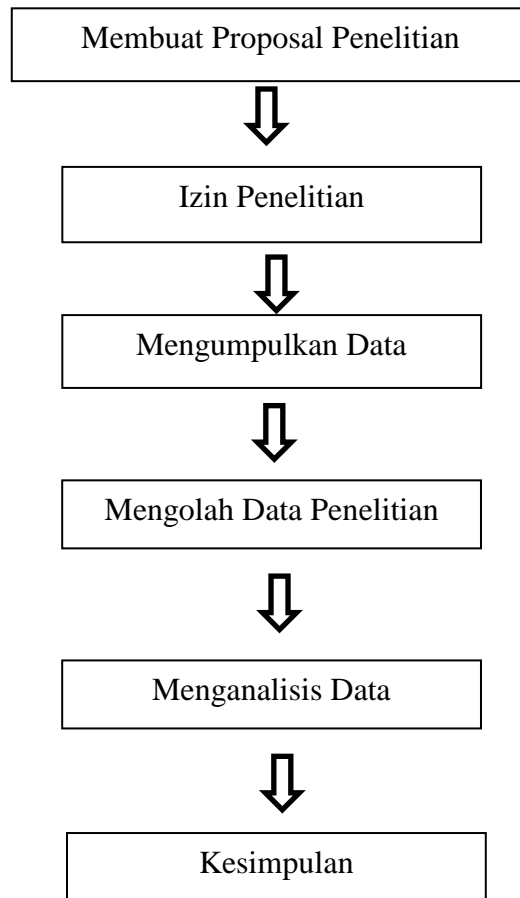 Membuat Proposal Penelitian
Izin Penelitian
Mengumpulkan Data
Mengolah Data Penelitian
Menganalisis Data
Kesimpulan